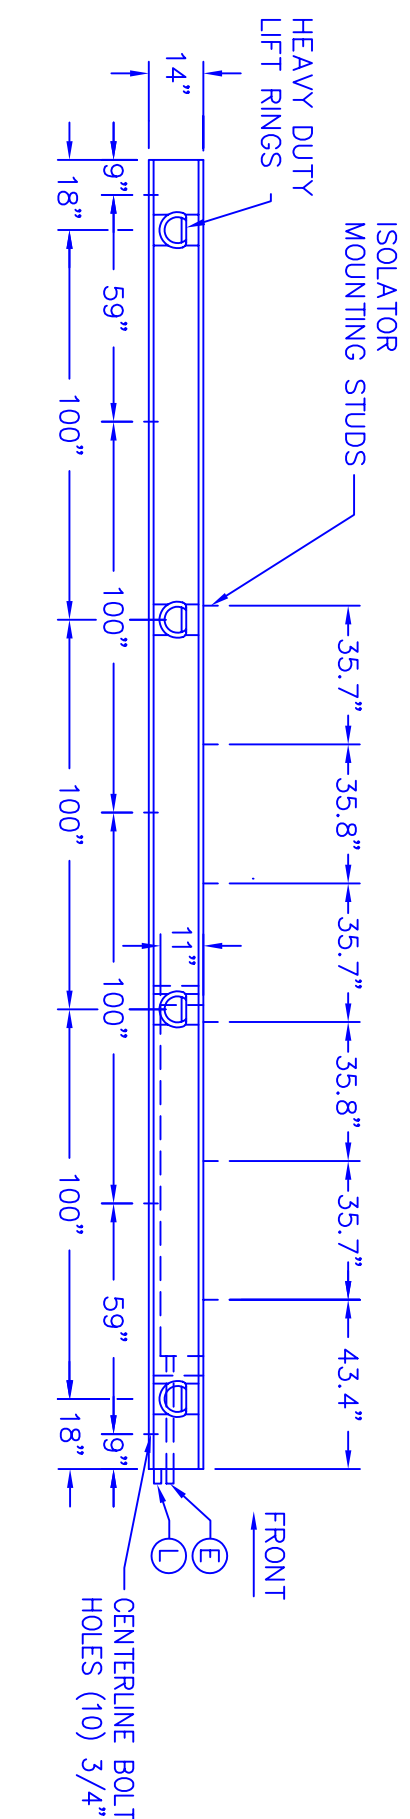 ISOLATOR
MOUNTING STUDS
HEAVY DUTY
LIFT RINGS
35.7"
35.8"
35.7"
35.8"
35.7"
43.4"
14"
11"
9"
59"
100"
100"
59"
9"
18"
100"
100"
100"
18"
FRONT
E
L
CENTERLINE BOLT
HOLES (10) 3/4"